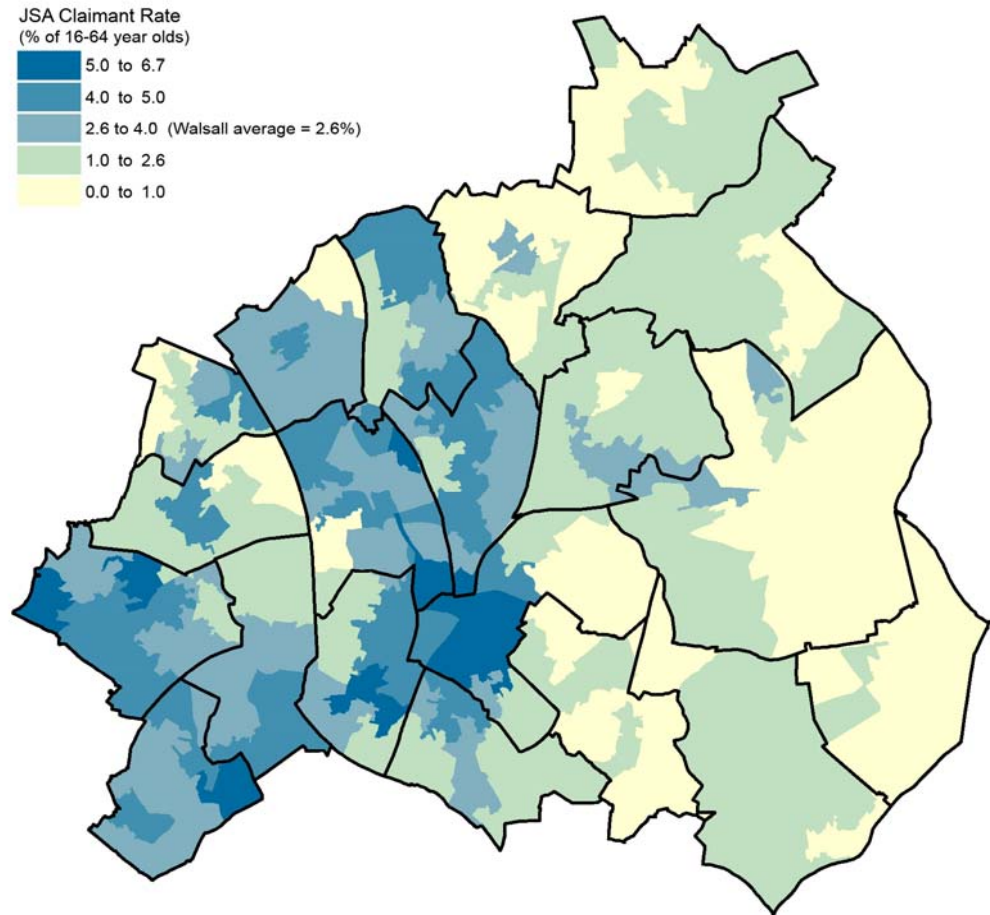 JSA Claimant Rate
(% of 16-64 year olds)
5.0 to 6.7
4.0 to 5.0
2.6 to 4.0 (Walsall average = 2.6%)
1.0 to 2.6
0.0 to 1.0